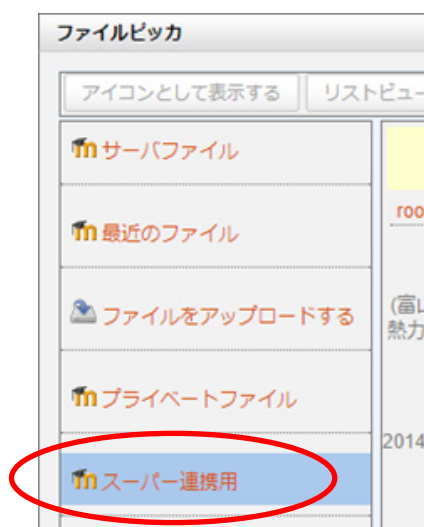 ファイルピッカ
アイコンとして表示する リストビュー
サーバファイル
最近のファイル
roo
ファイルをアップロードする
(富山
熱力
プライベートファイル
2014
スーパー連携用